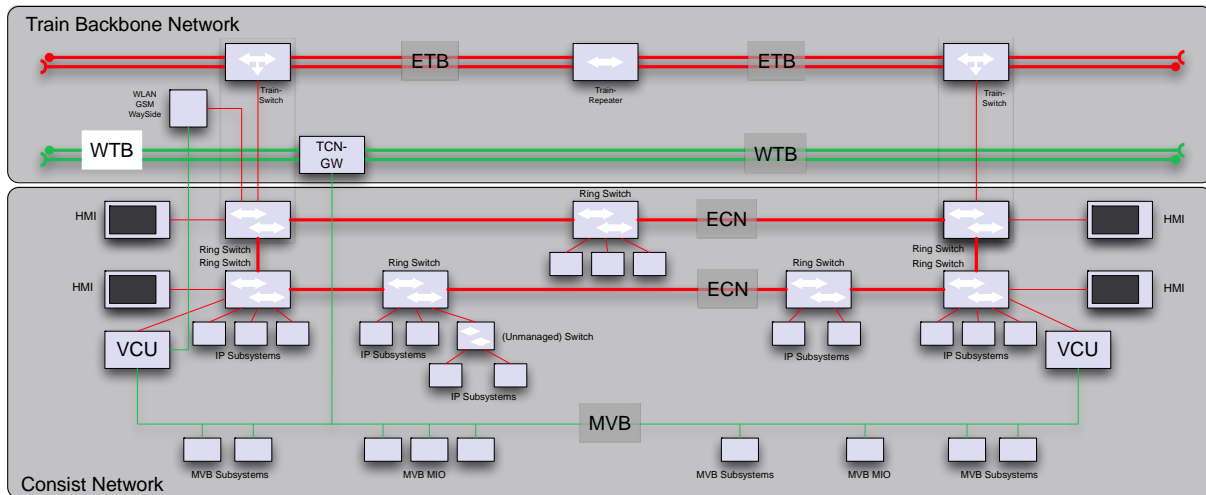 Train Backbone Network
ETB
ETB
Train-
Switch
Train-
Repeater
Train-
Switch
WLAN
GSM
WaySide
WTB
TCN-
GW
WTB
Ring Switch
HMI
ECN
HMI
Ring Switch
Ring Switch
Ring Switch
Ring Switch
Ring Switch
Ring Switch
HMI
ECN
HMI
VCU
IP Subsystems
IP Subsystems
(Unmanaged) Switch
IP Subsystems
IP Subsystems
IP Subsystems
VCU
MVB
MVB Subsystems
MVB MIO
MVB Subsystems
MVB MIO
MVB Subsystems
Consist Network